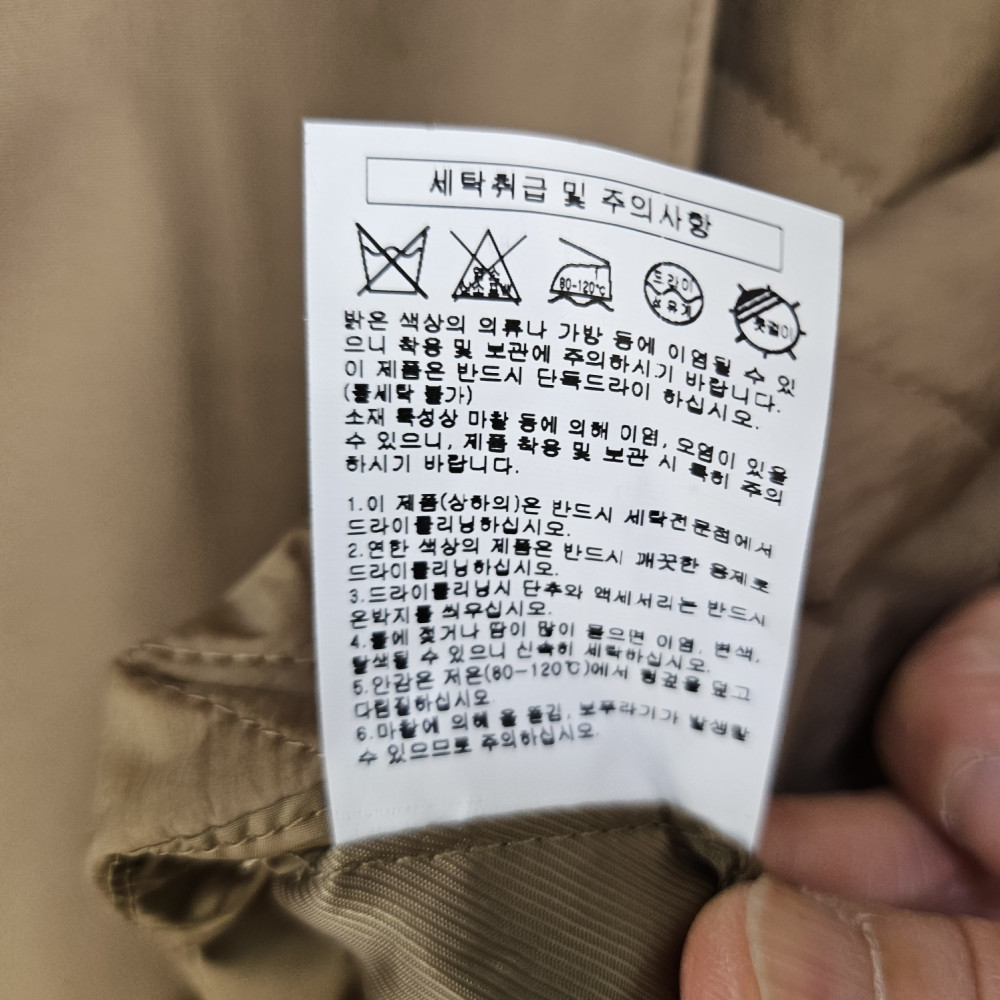 세탁취급 및 주의사항
염소
산소표백
80-120℃
드라이
석유계
옷걸이
밝은 색상의 의류나 가방 등에 이염될 수 있
으니 착용 및 보관에 주의하시기 바랍니다.
이 제품은 반드시 단독드라이 하십시오.
(물세탁 불가)
소재 특성상 마찰 등에 의해 이염, 오염이 있을
수 있으니, 제품 착용 및 보관 시 특히 주의
하시기 바랍니다.
1.이 제품(상하의)은 반드시 세탁전문점에서
드라이클리닝하십시오.
2.연한 색상의 제품은 반드시 깨끗한 용제로
드라이클리닝하십시오.
3.드라이클리닝시 단추와 액세서리는 반드시
은박지를 씌우십시오.
4.물에 젖거나 땀이 많이 묻으면 이염, 변색,
탈색될 수 있으니 신속히 세탁하십시오.
5.안감은 저온(80-120℃)에서 헝겊을 덮고
다림질하십시오.
6.마찰에 의해 올 뜯김, 보푸라기가 발생할
수 있으므로 주의하십시오.